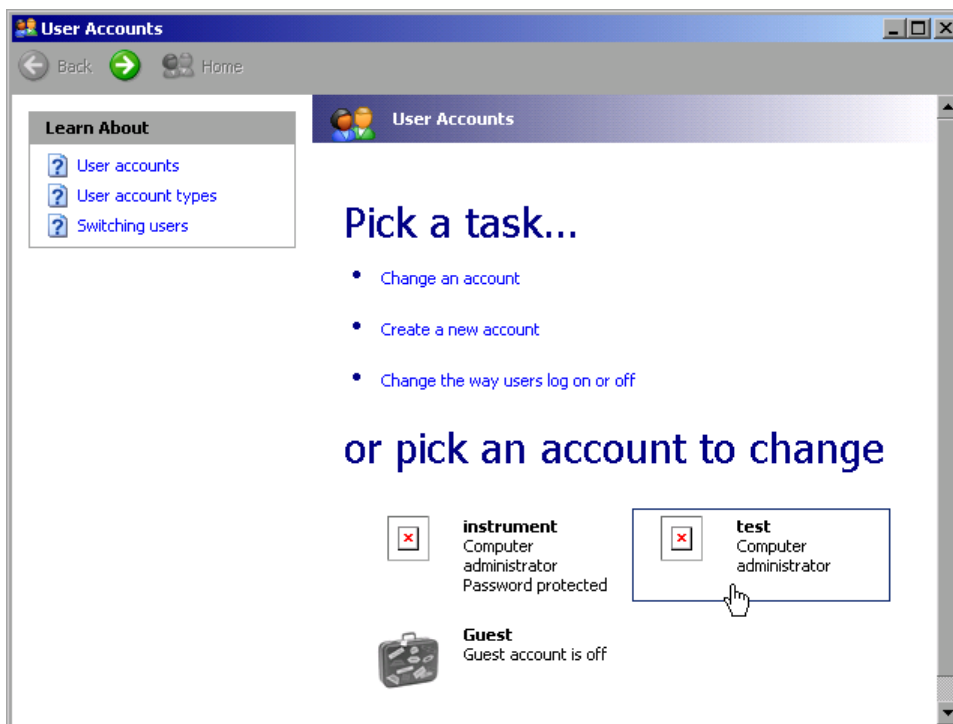 User Accounts
Back
Home
Learn About
User accounts
User account types
Switching users
User Accounts
Pick a task...
Change an account
Create a new account
Change the way users log on or off
or pick an account to change
instrument
Computer
administrator
Password protected
test
Computer
administrator
Guest
Guest account is off